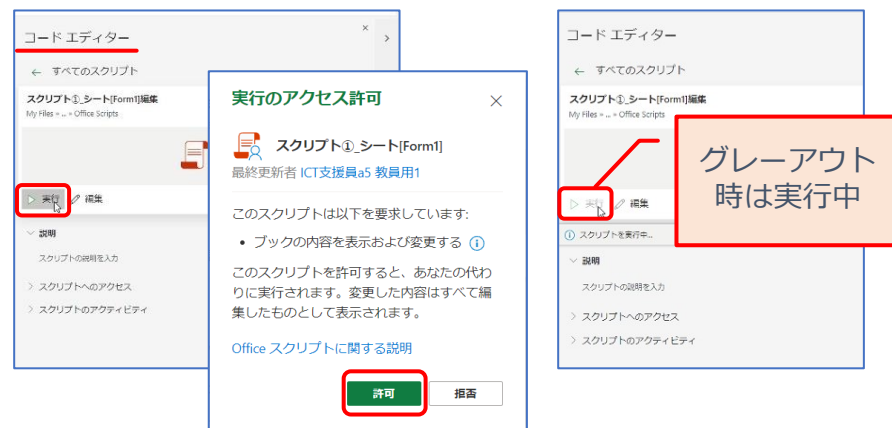 コード エディター
すべてのスクリプト
スクリプト①_シート[Form1]編集
My Files > ... > Office Scripts
実行
編集
説明
スクリプトの説明を入力
スクリプトへのアクセス
スクリプトのアクティビティ
実行のアクセス許可
スクリプト①_シート[Form1]
最終更新者 ICT支援員a5 教員用1
このスクリプトは以下を要求しています:
• ブックの内容を表示および変更する
このスクリプトを許可すると、あなたの代わ
りに実行されます。変更した内容はすべて編
集したものとして表示されます。
Office スクリプトに関する説明
許可
拒否
コード エディター
すべてのスクリプト
スクリプト①_シート[Form1]編集
My Files > ... > Office Scripts
実行
編集
スクリプトを実行中...
説明
スクリプトの説明を入力
スクリプトへのアクセス
スクリプトのアクティビティ
グレーアウト
時は実行中